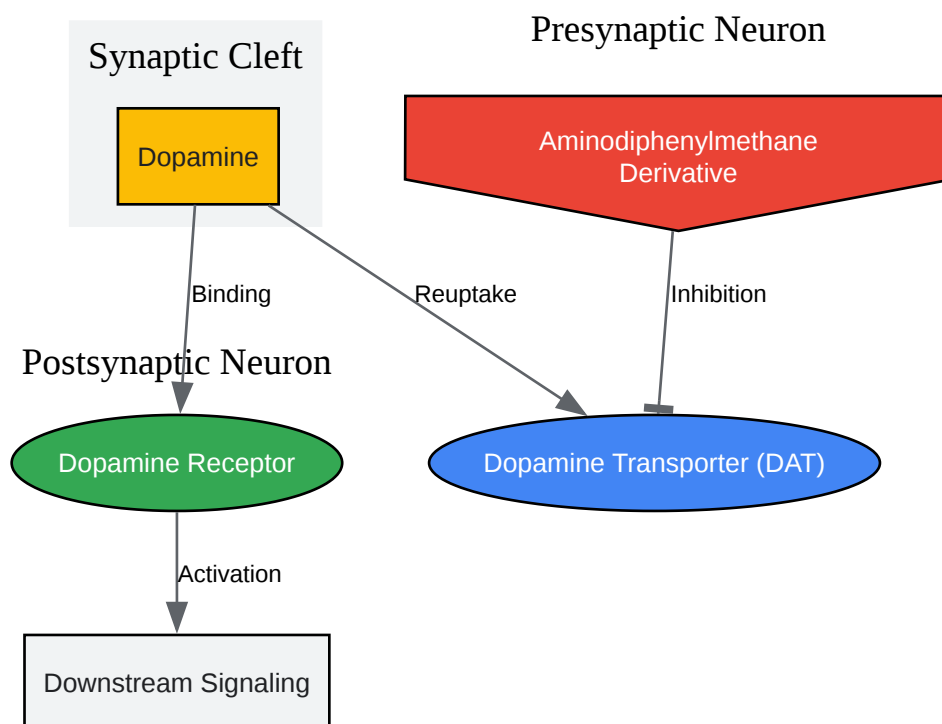 Presynaptic Neuron
Synaptic Cleft
Aminodiphenylmethane
Derivative
Dopamine
Binding
Reuptake
Inhibition
Postsynaptic Neuron
Dopamine Receptor
Dopamine Transporter (DAT)
Activation
Downstream Signaling